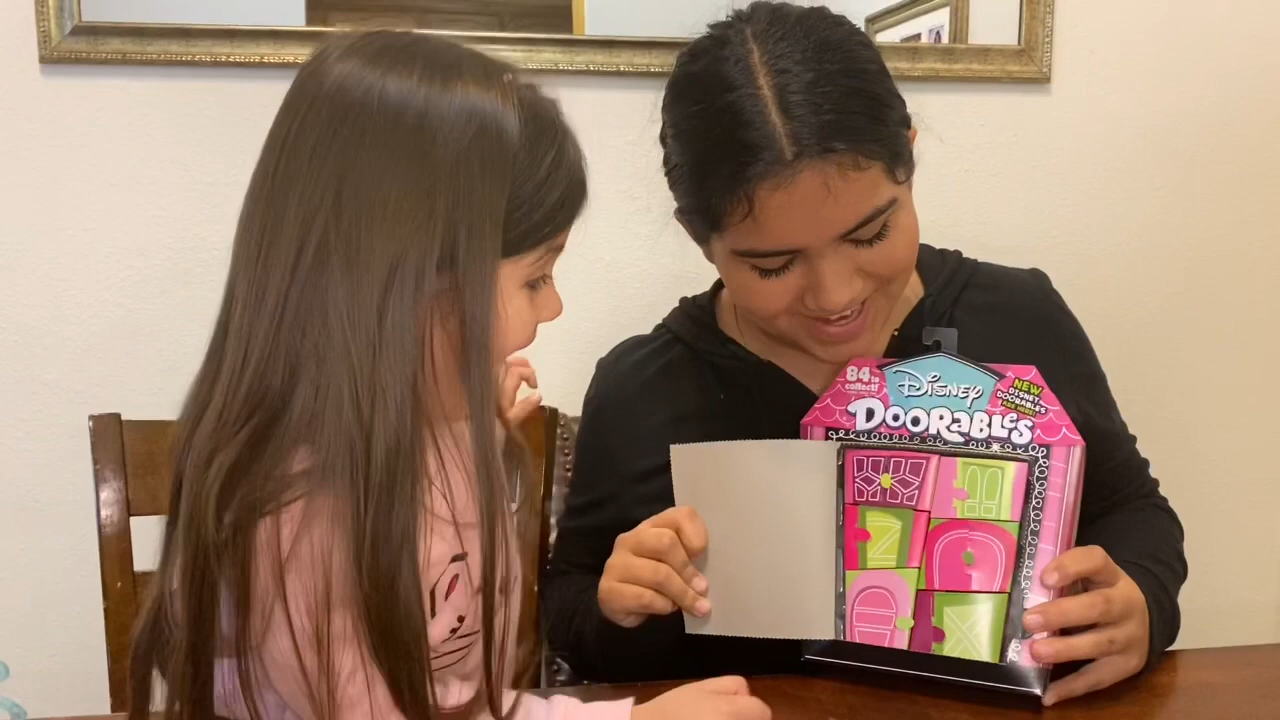 84 to
collect!
DISNEY
NEW
DISNEY
DOORABLES
ARE HERE!
DOORABLES